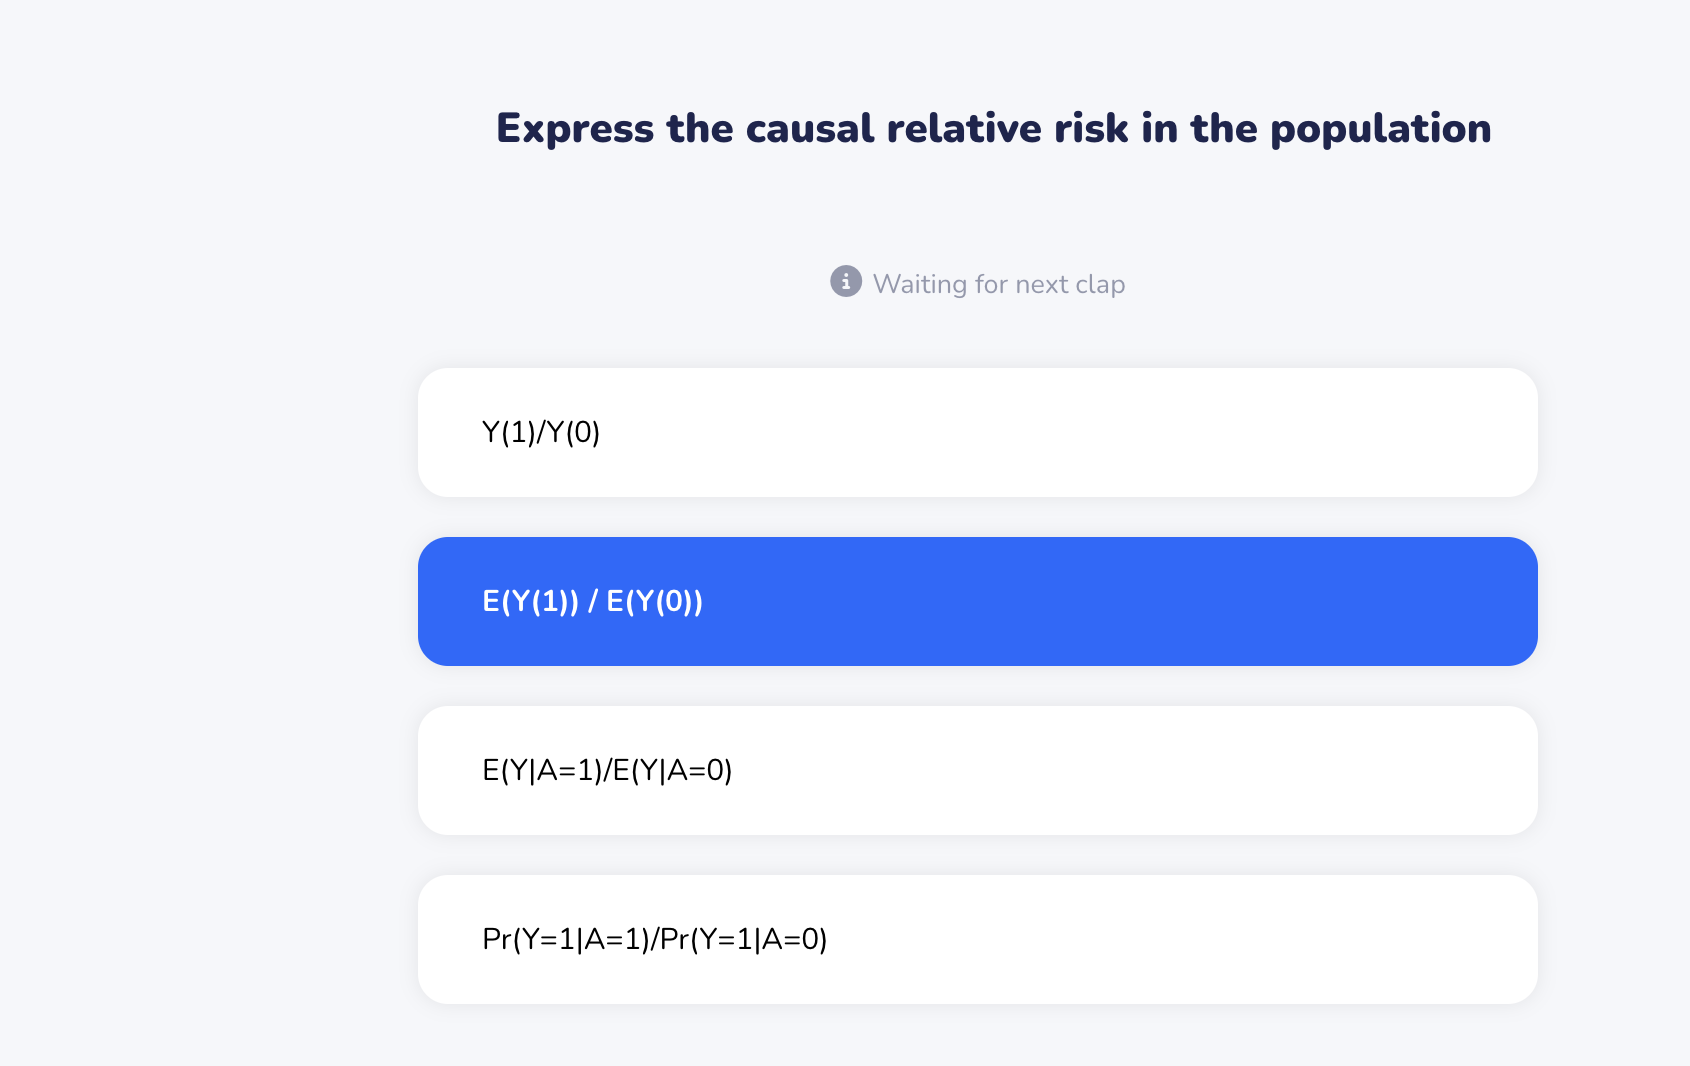 Express the causal relative risk in the population
Waiting for next clap
Y(1)/Y(0)
E(Y(1)) / E(Y(0))
E(Y|A=1)/E(Y|A=0)
Pr(Y=1|A=1)/Pr(Y=1|A=0)